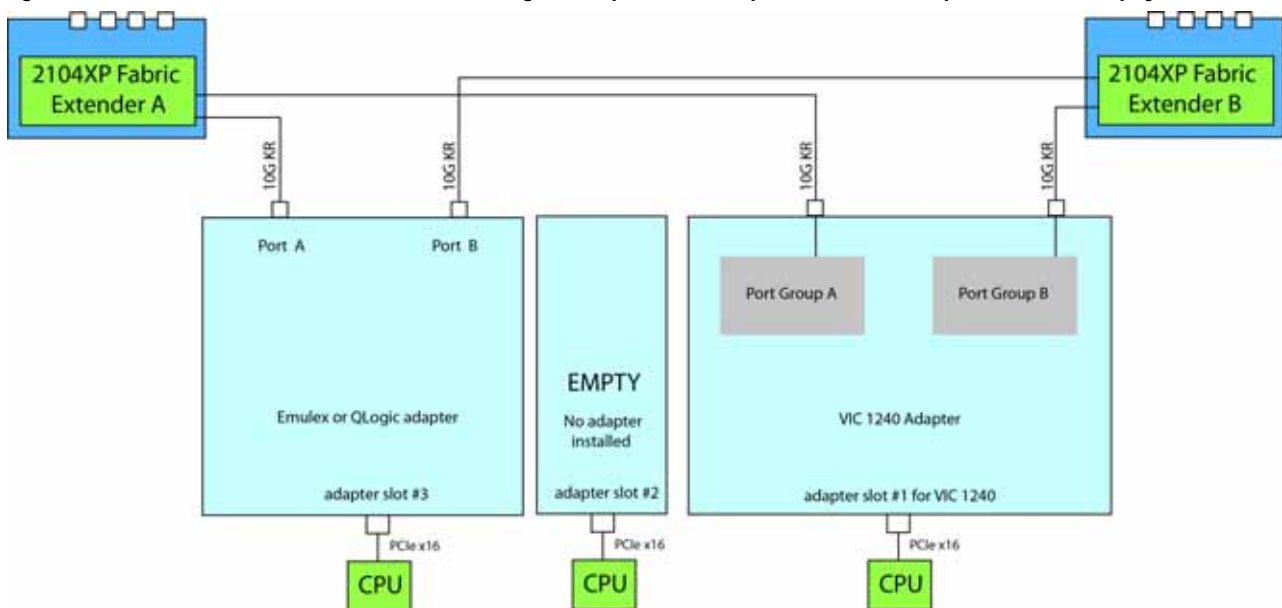 2104XP Fabric
Extender A
2104XP Fabric
Extender B
10G KR
10G KR
10G KR
10G KR
Port A
Port B
Port Group A
Port Group B
EMPTY
No adapter
installed
Emulex or QLogic adapter
VIC 1240 Adapter
adapter slot #3
adapter slot #2
adapter slot #1 for VIC 1240
PCIe x16
PCIe x16
PCIe x16
CPU
CPU
CPU